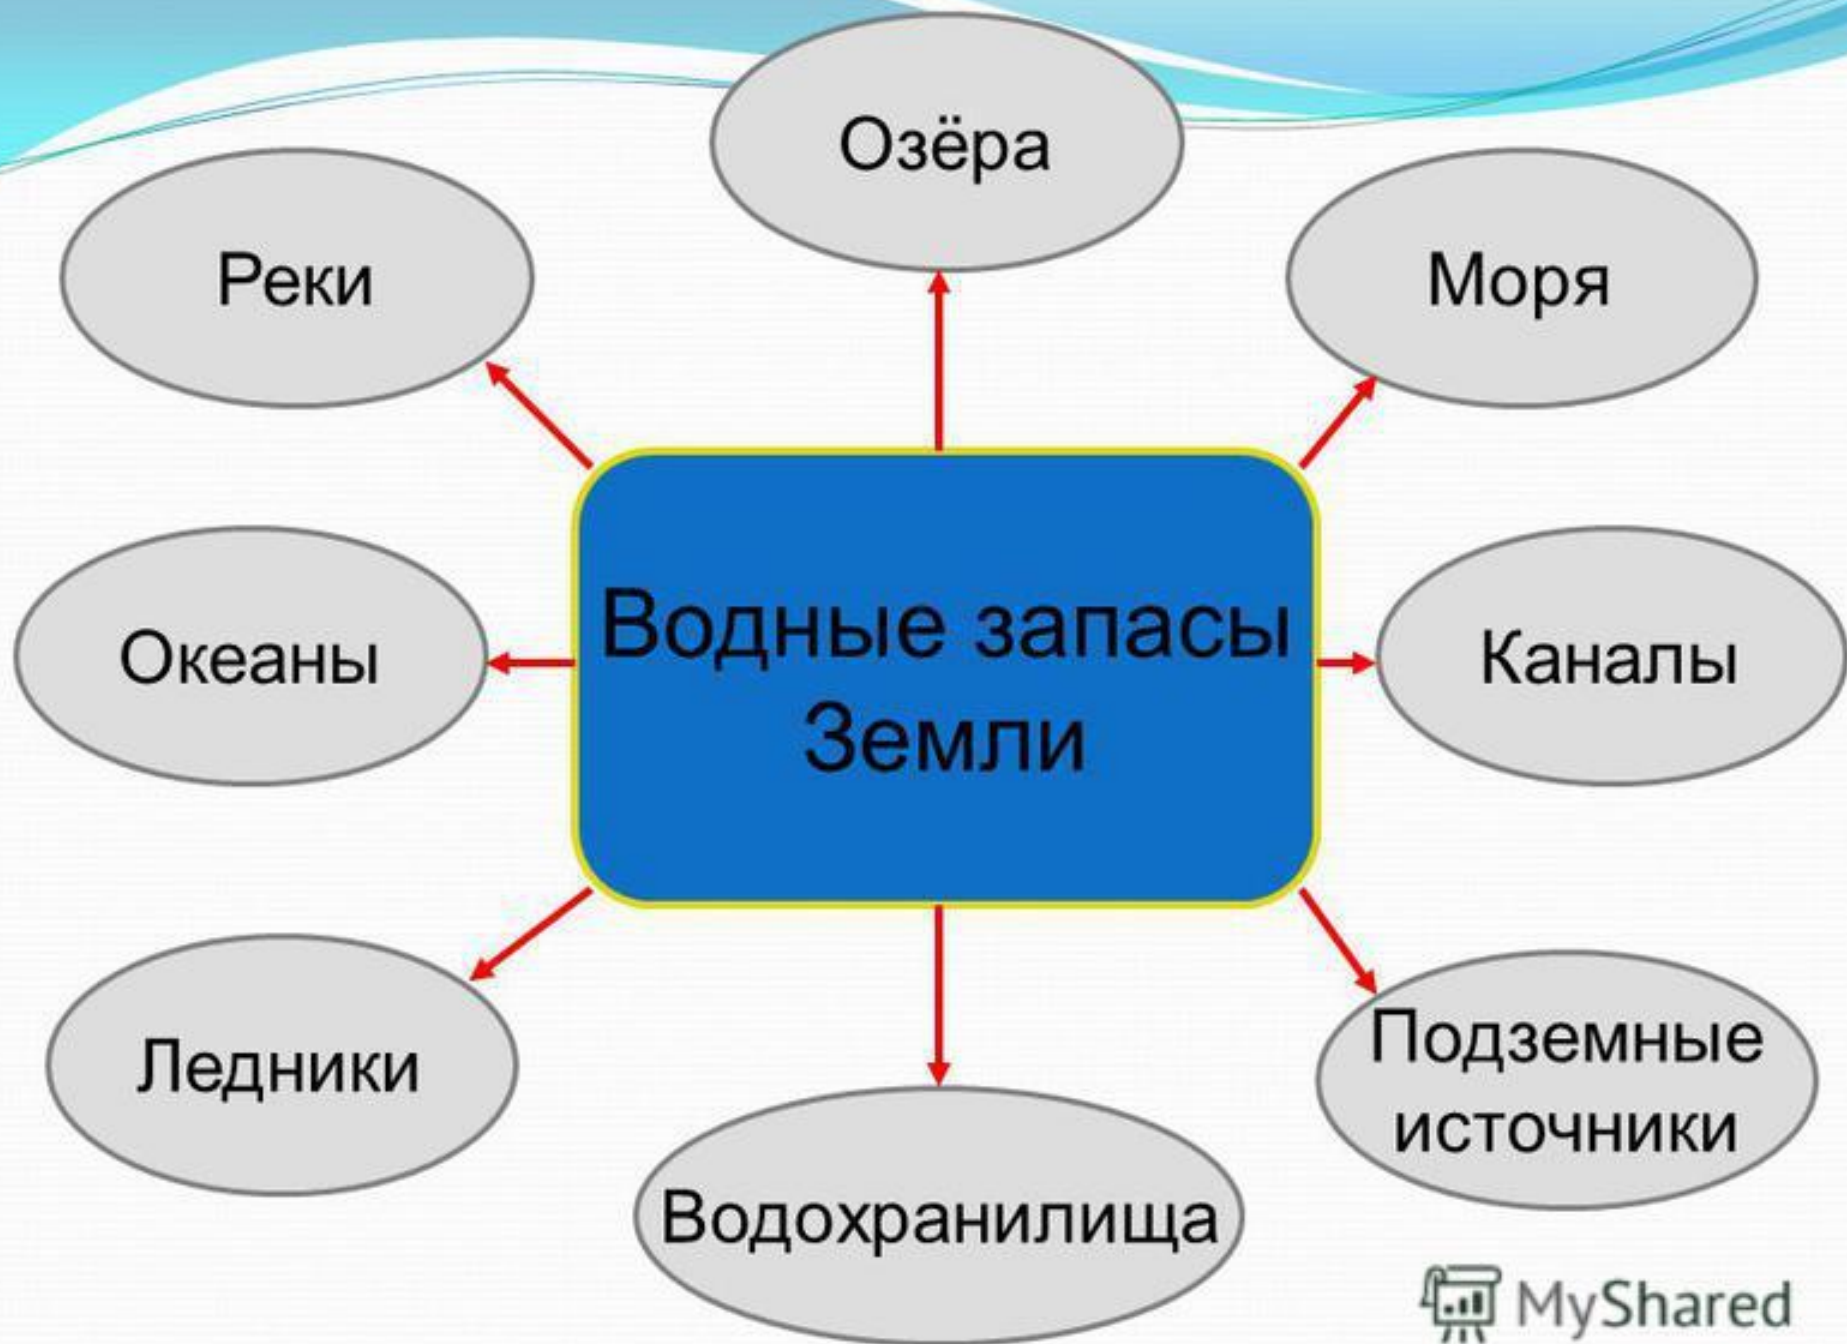 Озёра
Реки
Моря
Водные запасы
Земли
Океаны
Каналы
Ледники
Подземные
источники
Водохранилища
MyShared